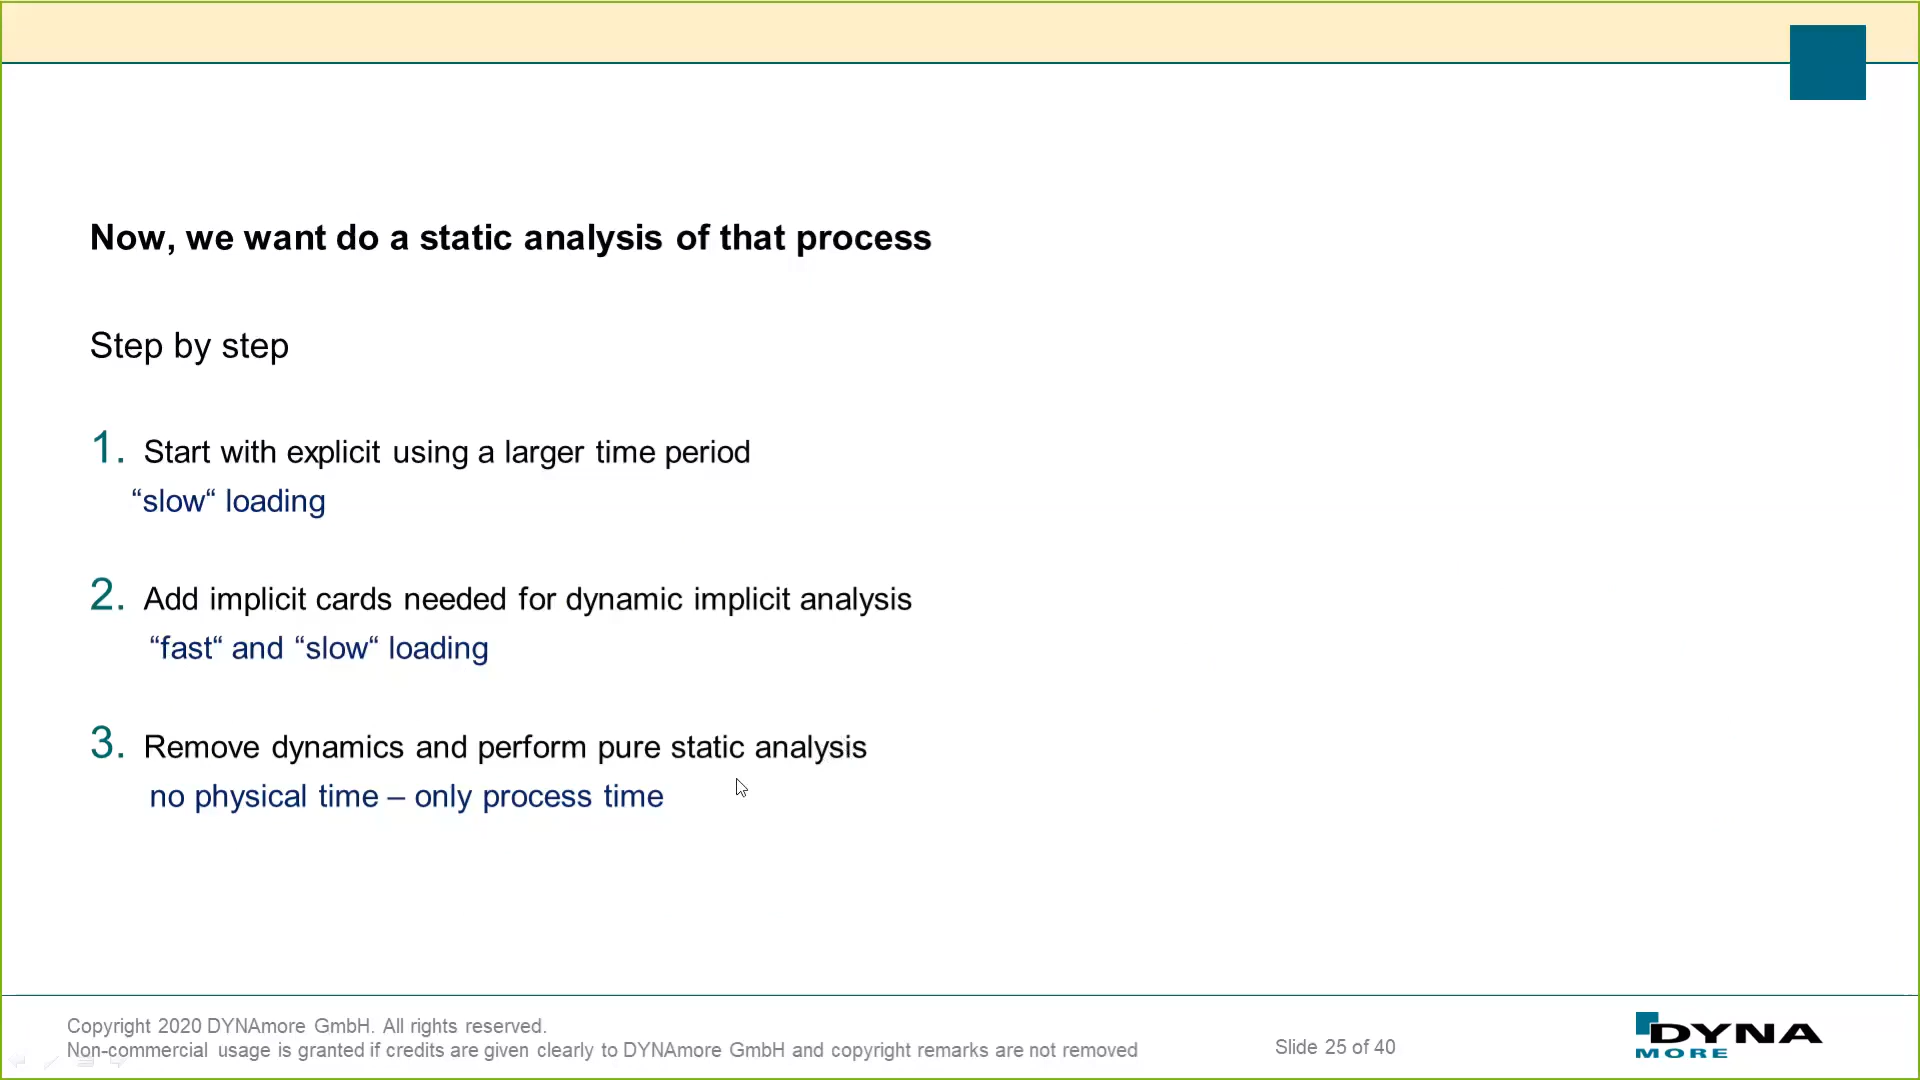 Now, we want do a static analysis of that process
Step by step
1. Start with explicit using a larger time period
“slow“ loading
2. Add implicit cards needed for dynamic implicit analysis
“fast“ and “slow“ loading
3. Remove dynamics and perform pure static analysis
no physical time – only process time
Copyright 2020 DYNAmore GmbH. All rights reserved.
Non-commercial usage is granted if credits are given clearly to DYNAmore GmbH and copyright remarks are not removed
Slide 25 of 40
DYNA
MORE